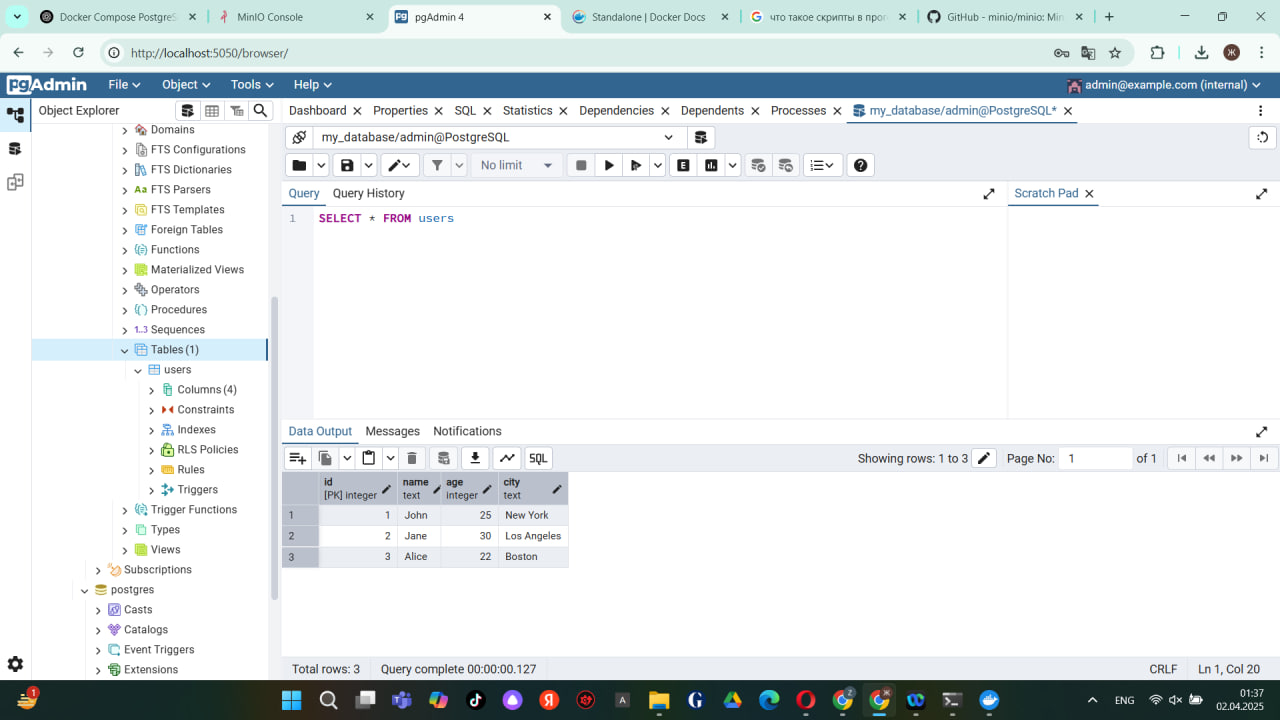 Docker Compose PostgreS
MinIO Console
pgAdmin 4
Standalone | Docker Docs
что такое скрипты в прог
GitHub - minio/minio: Min
http://localhost:5050/browser/
Ж
pgAdmin
File
Object
Tools
Help
admin@example.com (internal)
Object Explorer
Dashboard
Properties
SQL
Statistics
Dependencies
Dependents
Processes
my_database/admin@PostgreSQL*
my_database/admin@PostgreSQL
No limit
E
Query
Query History
Scratch Pad
1
SELECT * FROM users
Domains
FTS Configurations
FTS Dictionaries
Aa FTS Parsers
FTS Templates
Foreign Tables
Functions
Materialized Views
Operators
Procedures
1..3 Sequences
Tables (1)
users
Columns (4)
Constraints
Indexes
RLS Policies
Rules
Triggers
Trigger Functions
Types
Views
Subscriptions
postgres
Casts
Catalogs
Event Triggers
Extensions
Data Output
Messages
Notifications
SQL
Showing rows: 1 to 3
Page No:
1
of 1
id
[PK] integer
name
text
age
integer
city
text
1 1 John 25 New York
2 2 Jane 30 Los Angeles
3 3 Alice 22 Boston
Total rows: 3
Query complete 00:00:00.127
CRLF
Ln 1, Col 20
1
Я
A
G
Z
Ж
ENG
01:37
02.04.2025